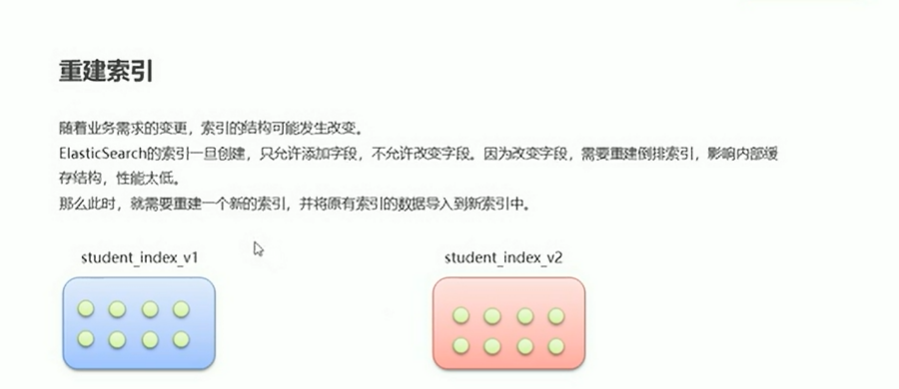 重建索引
随着业务需求的变更，索引的结构可能发生改变。
ElasticSearch的索引一旦创建，只允许添加字段，不允许改变字段。因为改变字段，需要重建倒排索引，影响内部缓
存结构，性能太低。
那么此时，就需要重建一个新的索引，并将原有索引的数据导入到新索引中。
student_index_v1
student_index_v2